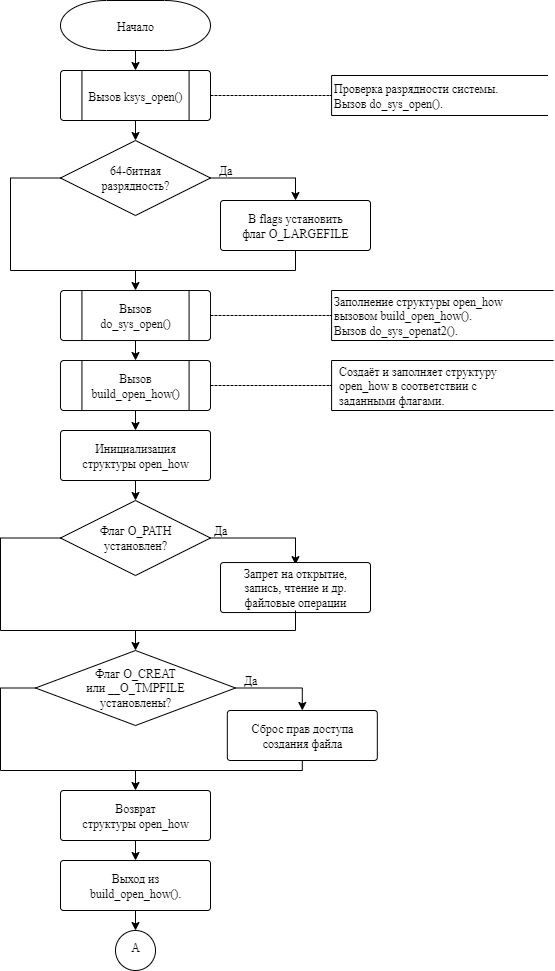 Начало
Вызов ksys_open()
Проверка разрядности системы.
Вызов do_sys_open().
64-битная
разрядность?
Да
В flags установить
флаг O_LARGEFILE
Вызов
do_sys_open()
Заполнение структуры open_how
вызовом build_open_how().
Вызов do_sys_openat2().
Вызов
build_open_how()
Создаёт и заполняет структуру
open_how в соответствии с
заданными флагами.
Инициализация
структуры open_how
Флаг O_PATH
установлен?
Да
Запрет на открытие,
запись, чтение и др.
файловые операции
Флаг O_CREAT
или __O_TMPFILE
установлены?
Да
Сброс прав доступа
создания файла
Возврат
структуры open_how
Выход из
build_open_how().
А